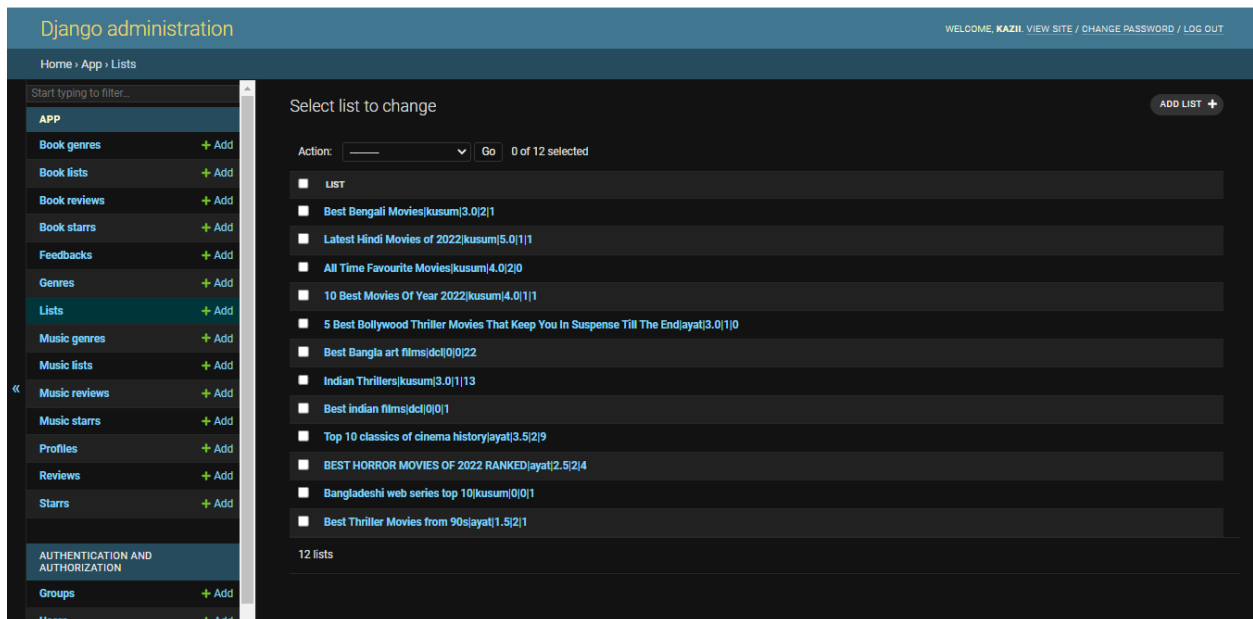 Django administration
WELCOME, KAZII. VIEW SITE / CHANGE PASSWORD / LOG OUT
Home › App › Lists
Start typing to filter...
APP
Book genres + Add
Book lists + Add
Book reviews + Add
Book starrs + Add
Feedbacks + Add
Genres + Add
Lists + Add
Music genres + Add
Music lists + Add
Music reviews + Add
Music starrs + Add
Profiles + Add
Reviews + Add
Starrs + Add
AUTHENTICATION AND
AUTHORIZATION
Groups + Add
Users + Add
«
Select list to change
ADD LIST +
Action: --------- Go 0 of 12 selected
LIST
Best Bengali Movies|kusum|3.0|2|1
Latest Hindi Movies of 2022|kusum|5.0|1|1
All Time Favourite Movies|kusum|4.0|2|0
10 Best Movies Of Year 2022|kusum|4.0|1|1
5 Best Bollywood Thriller Movies That Keep You In Suspense Till The End|ayat|3.0|1|0
Best Bangla art films|dcl|0|0|22
Indian Thrillers|kusum|3.0|1|13
Best indian films|dcl|0|0|1
Top 10 classics of cinema history|ayat|3.5|2|9
BEST HORROR MOVIES OF 2022 RANKED|ayat|2.5|2|4
Bangladeshi web series top 10|kusum|0|0|1
Best Thriller Movies from 90s|ayat|1.5|2|1
12 lists